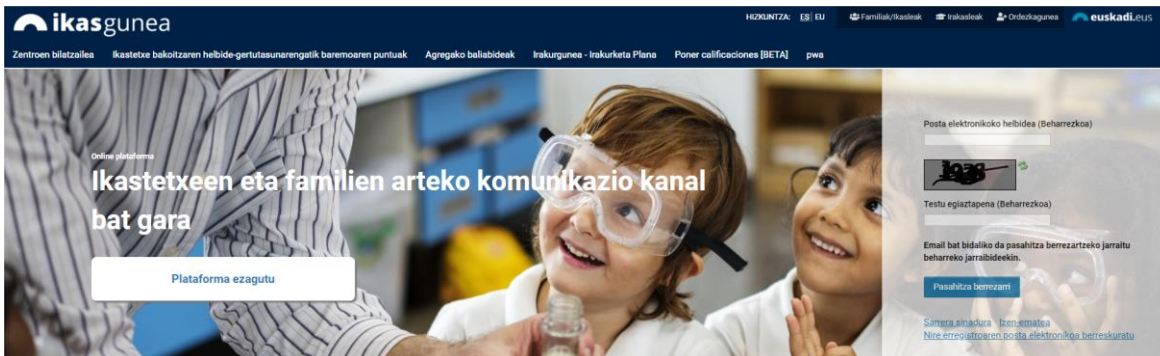 ikasgunea
HIZKUNTZA: ES | EU Familiak/Ikasleak Irakasleak Ordezkagunea euskadi.eus
Zentroen bilatzailea Ikastetxe bakoitzaren helbide-gertutasunarengatik baremoaren puntuak Agregako baliabideak Irakurgunea - Irakurketa Plana Poner calificaciones [BETA] pwa
Online plataforma
Ikastetxeen eta familien arteko komunikazio kanal
bat gara
Plataforma ezagutu
Posta elektronikoko helbidea (Beharrezkoa)
Testu egiaztapena (Beharrezkoa)
Email bat bidaliko da pasahitza berrezartzeko jarraitu
beharreko jarraibideekin.
Pasahitza berrezarri
Sarrera sinadura Izen-ematea
Nire erregistroaren posta elektronikoa berreskuratu